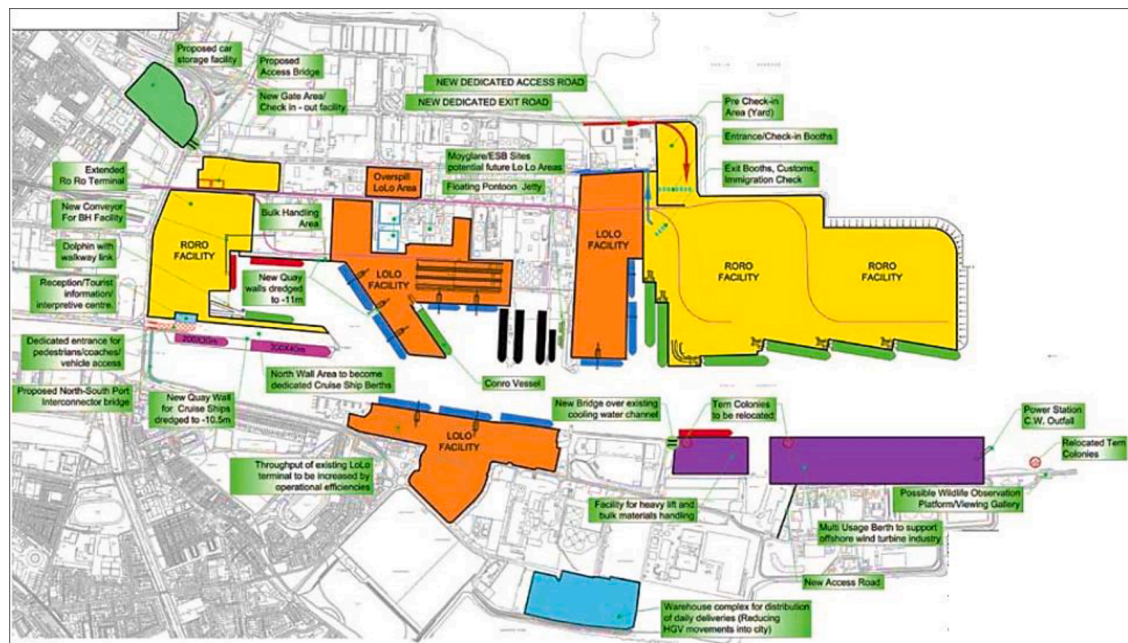 Proposed car
storage facility
Proposed
Access Bridge
New Gate Area/
Check in - out facility
NEW DEDICATED ACCESS ROAD
NEW DEDICATED EXIT ROAD
Pre Check-in
Area (Yard)
Entrance/Check-in Booths
Exit Booths, Customs,
Immigration Check
Moyglare/ESB Sites
potential future Lo Lo Areas
Floating Pontoon Jetty
Overspill
LoLo Area
Extended
Ro Ro Terminal
New Conveyor
For BH Facility
Dolphin with
walkway link
Reception/Tourist
information/
interpretive centre.
Dedicated entrance for
pedestrians/coaches/
vehicle access
Proposed North-South Port
Interconnector bridge
Bulk Handling
Area
RORO
FACILITY
New Quay
walls dredged
to -11m
LOLO
FACILITY
LOLO
FACILITY
RORO
FACILITY
RORO
FACILITY
200X30m
300X40m
New Quay Wall
for Cruise Ships
dredged to -10.5m
North Wall Area to become
dedicated Cruise Ship Berths
Conro Vessel
New Bridge over existing
cooling water channel
Tern Colonies
to be relocated
Power Station
C.W. Outfall
Relocated Tern
Colonies
LOLO
FACILITY
Throughput of existing LoLo
terminal to be increased by
operational efficiencies
Facility for heavy lift and
bulk materials handling
Possible Wildlife Observation
Platform/Viewing Gallery
Multi Usage Berth to support
offshore wind turbine industry
New Access Road
Warehouse complex for distribution
of daily deliveries (Reducing
HGV movements into city)